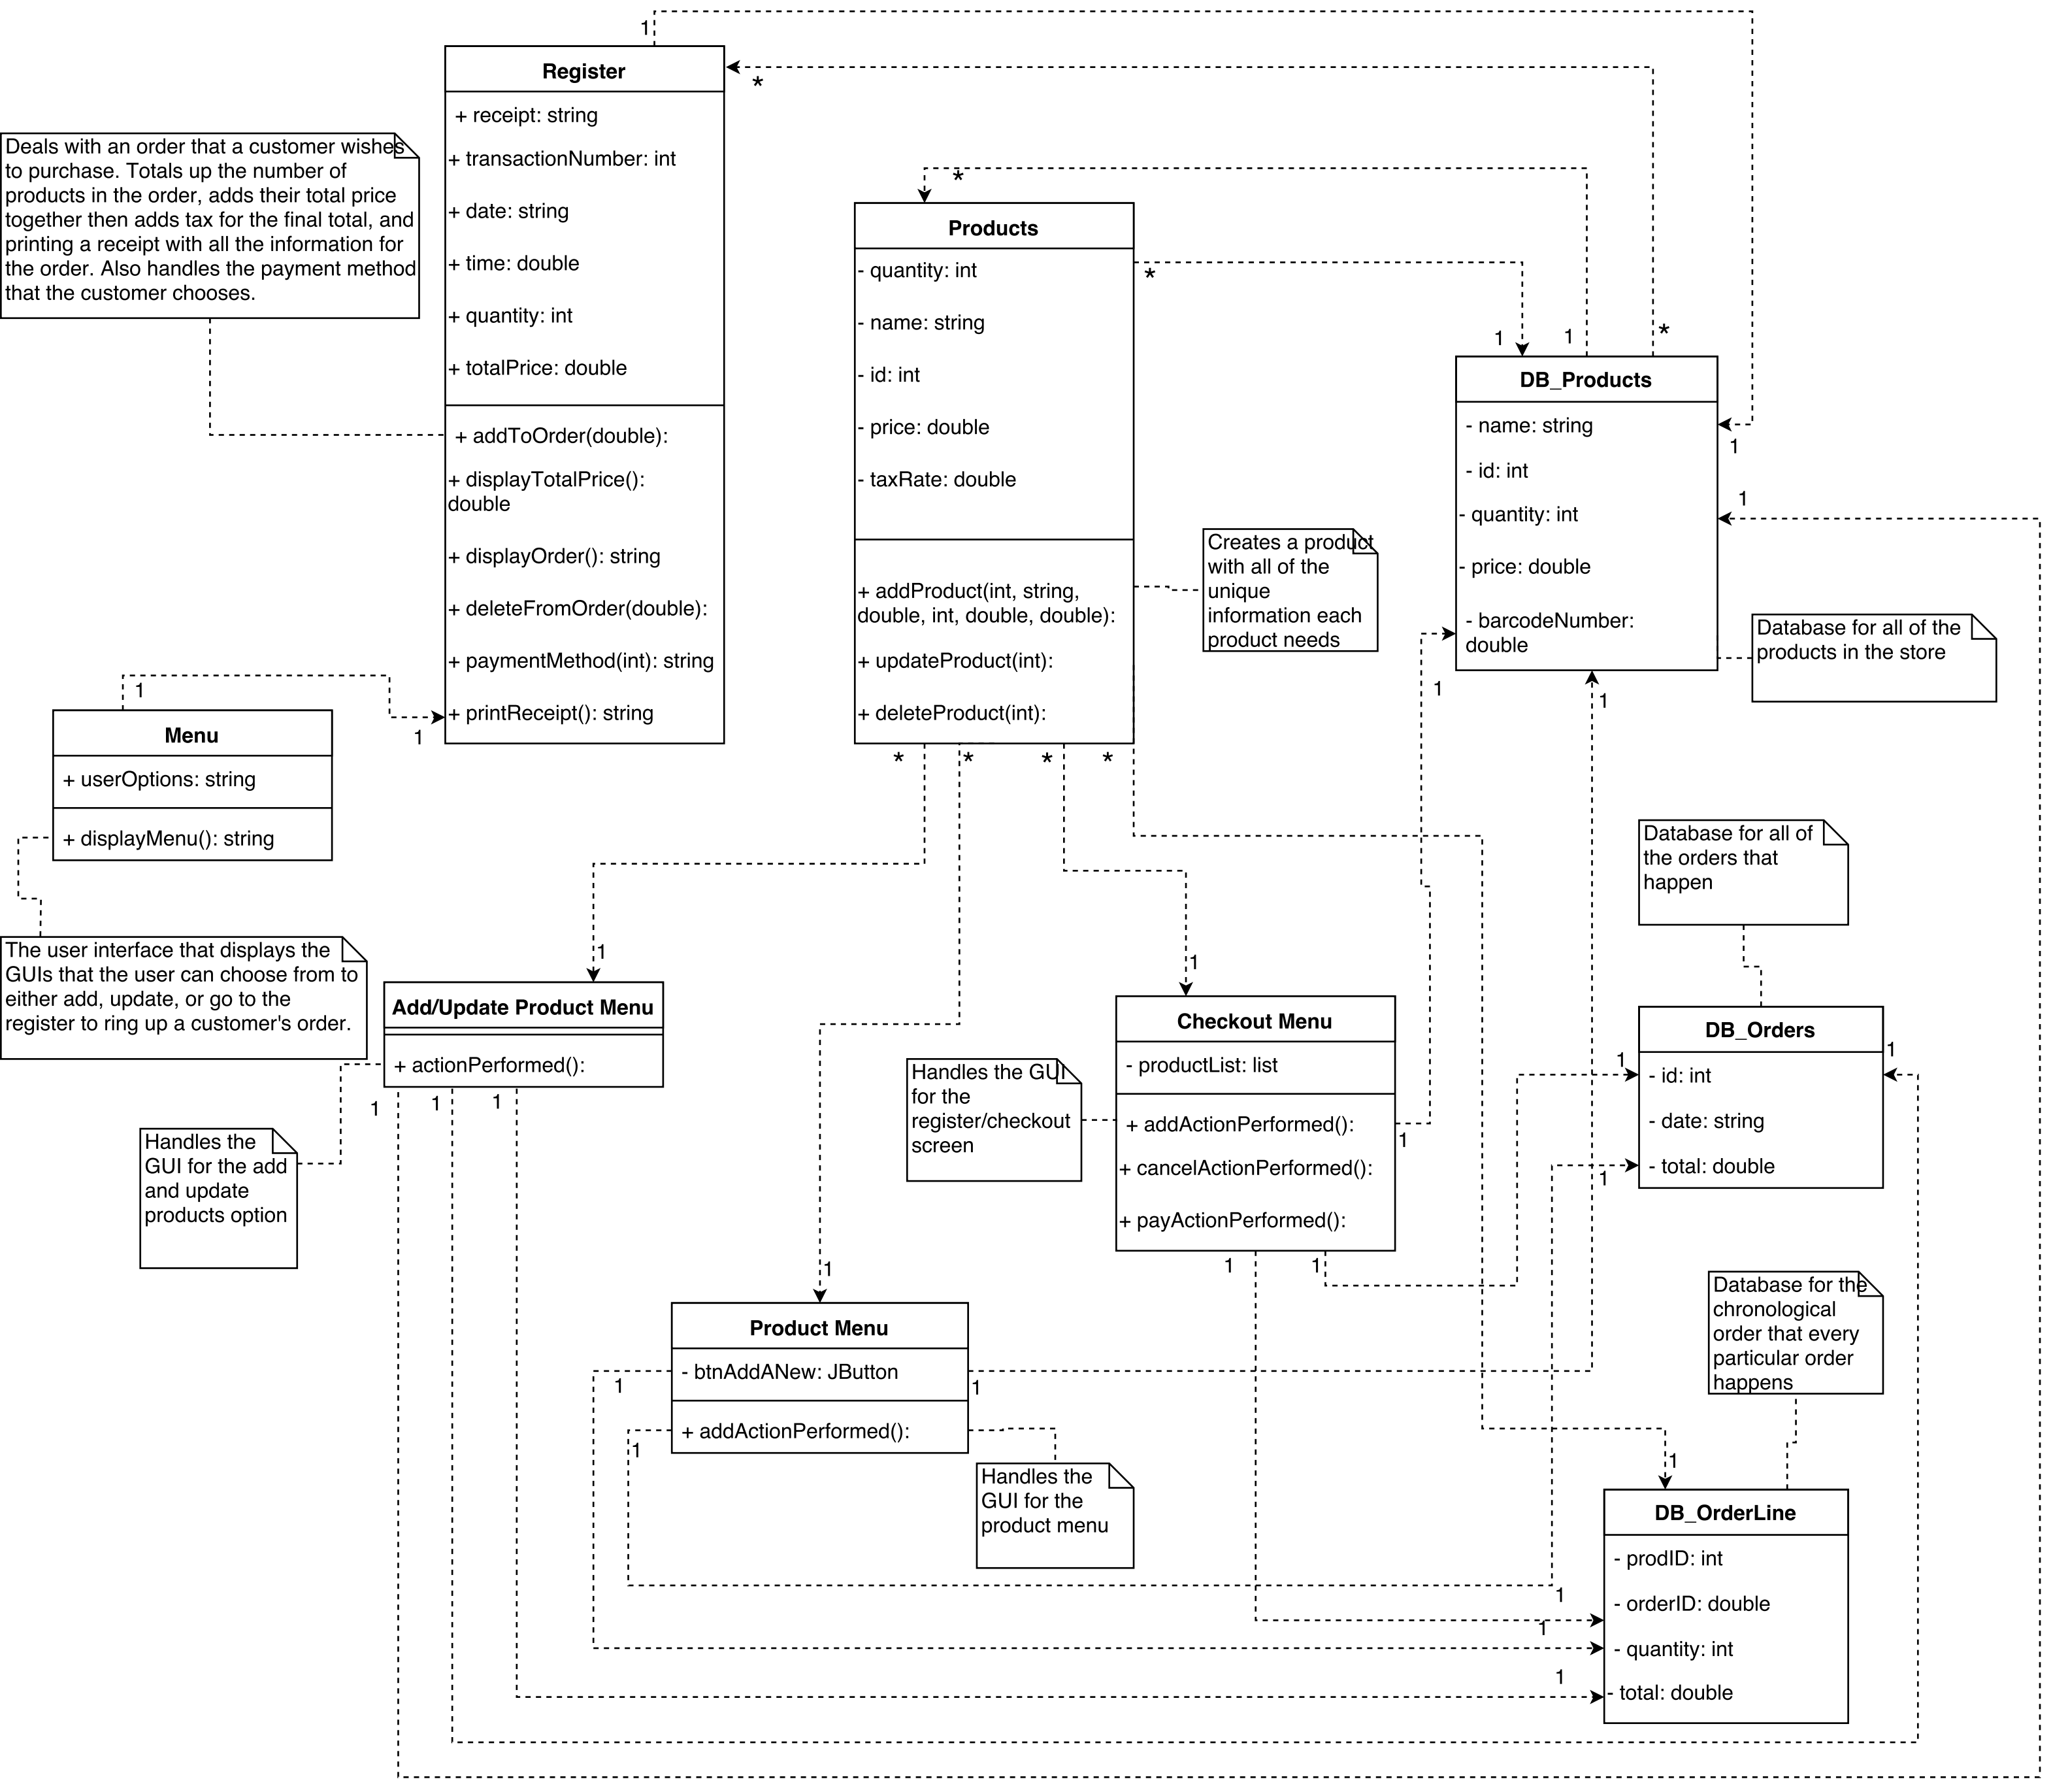 1
Register
*
+ receipt: string
+ transactionNumber: int
+ date: string
+ time: double
+ quantity: int
+ totalPrice: double
+ addToOrder(double):
+ displayTotalPrice():
double
+ displayOrder(): string
+ deleteFromOrder(double):
+ paymentMethod(int): string
+ printReceipt(): string
Deals with an order that a customer wishes
to purchase. Totals up the number of
products in the order, adds their total price
together then adds tax for the final total, and
printing a receipt with all the information for
the order. Also handles the payment method
that the customer chooses.
*
Products
*
- quantity: int
- name: string
- id: int
- price: double
- taxRate: double
+ addProduct(int, string,
double, int, double, double):
+ updateProduct(int):
+ deleteProduct(int):
* * * *
Creates a product
with all of the
unique
information each
product needs
1 1 *
DB_Products
- name: string
- id: int
- quantity: int
- price: double
- barcodeNumber:
double
1
1
1
1
Database for all of the
products in the store
1
1
Menu
+ userOptions: string
+ displayMenu(): string
The user interface that displays the
GUIs that the user can choose from to
either add, update, or go to the
register to ring up a customer's order.
1
Add/Update Product Menu
+ actionPerformed():
1 1 1
Handles the
GUI for the add
and update
products option
1
Checkout Menu
- productList: list
+ addActionPerformed():
+ cancelActionPerformed():
+ payActionPerformed():
1
1 1
Handles the GUI
for the
register/checkout
screen
Database for all of
the orders that
happen
DB_Orders
- id: int
- date: string
- total: double
1
1
1
1
Product Menu
- btnAddANew: JButton
+ addActionPerformed():
1
1
1
Handles the
GUI for the
product menu
Database for the
chronological
order that every
particular order
happens
1
DB_OrderLine
- prodID: int
- orderID: double
- quantity: int
- total: double
1
1
1